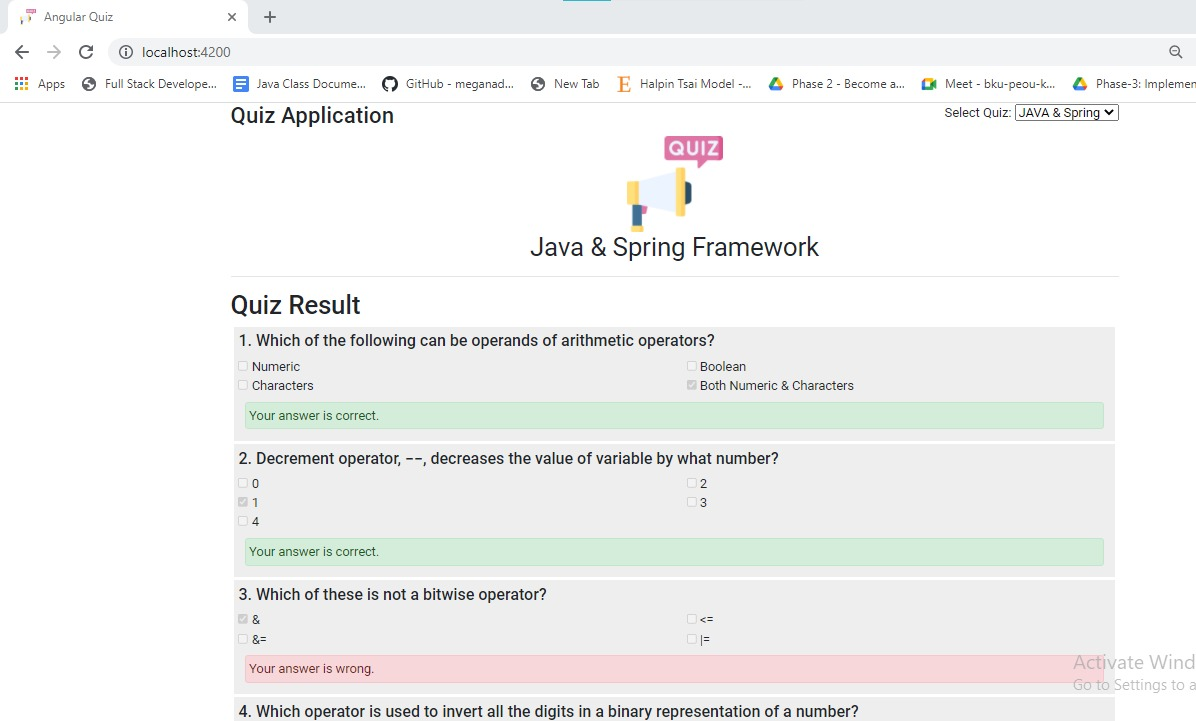 Angular Quiz
localhost:4200
Apps Full Stack Develope... Java Class Docume... GitHub - meganad... New Tab Halpin Tsai Model -... Phase 2 - Become a... Meet - bku-peou-k... Phase-3: Implemen
Quiz Application Select Quiz: JAVA & Spring
QUIZ
Java & Spring Framework
Quiz Result
1. Which of the following can be operands of arithmetic operators?
Numeric Boolean
Characters Both Numeric & Characters
Your answer is correct.
2. Decrement operator, --, decreases the value of variable by what number?
0 2
1 3
4
Your answer is correct.
3. Which of these is not a bitwise operator?
& <=
&= |=
Your answer is wrong.
Activate Wind
Go to Settings to a
4. Which operator is used to invert all the digits in a binary representation of a number?